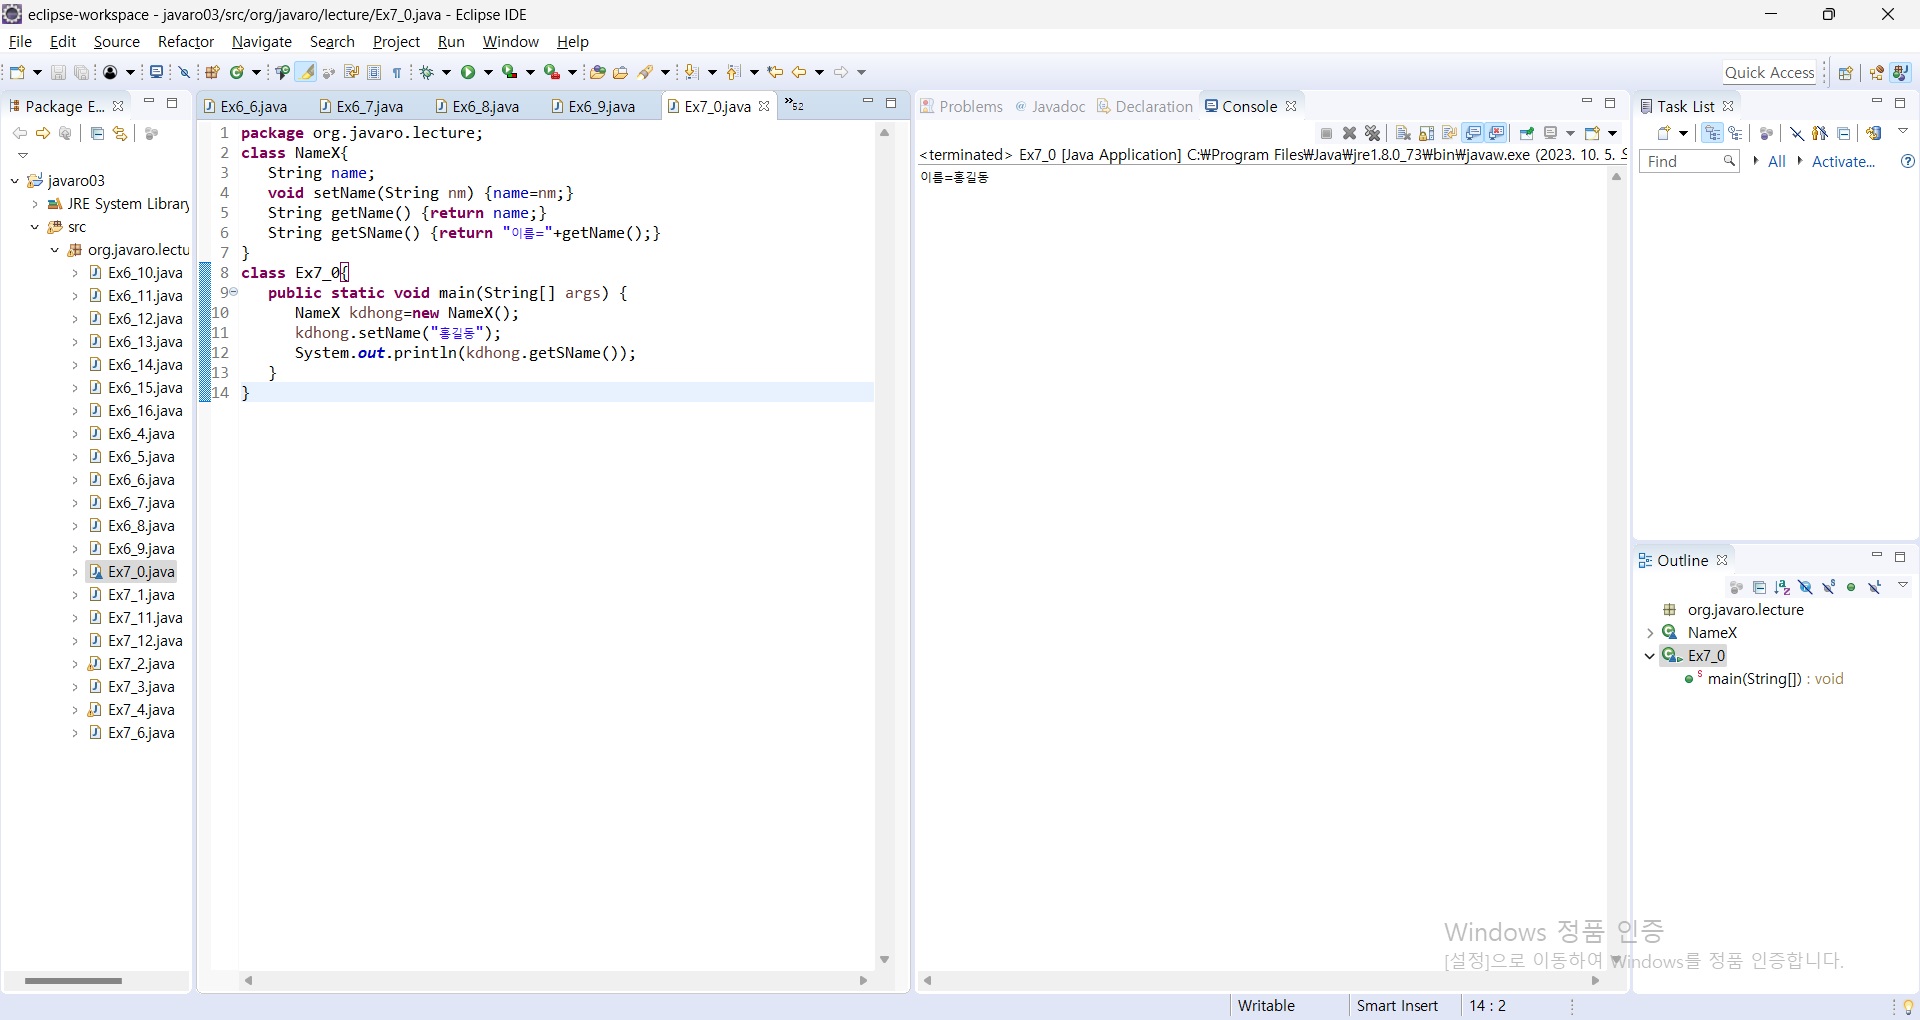 eclipse-workspace - javaro03/src/org/javaro/lecture/Ex7_0.java - Eclipse IDE
File Edit Source Refactor Navigate Search Project Run Window Help
Quick Access
Package E...
Ex6_6.java Ex6_7.java Ex6_8.java Ex6_9.java Ex7_0.java »52
Problems Javadoc Declaration Console
Task List
javaro03
JRE System Library
src
org.javaro.lectu
Ex6_10.java
Ex6_11.java
Ex6_12.java
Ex6_13.java
Ex6_14.java
Ex6_15.java
Ex6_16.java
Ex6_4.java
Ex6_5.java
Ex6_6.java
Ex6_7.java
Ex6_8.java
Ex6_9.java
Ex7_0.java
Ex7_1.java
Ex7_11.java
Ex7_12.java
Ex7_2.java
Ex7_3.java
Ex7_4.java
Ex7_6.java
1 package org.javaro.lecture;
2 class NameX{
3 String name;
4 void setName(String nm) {name=nm;}
5 String getName() {return name;}
6 String getSName() {return "이름="+getName();}
7 }
8 class Ex7_0{
9 public static void main(String[] args) {
10 NameX kdhong=new NameX();
11 kdhong.setName("홍길동");
12 System.out.println(kdhong.getSName());
13 }
14 }
<terminated> Ex7_0 [Java Application] C:₩Program Files₩Java₩jre1.8.0_73₩bin₩javaw.exe (2023. 10. 5.
이름=홍길동
Find All Activate...
Outline
org.javaro.lecture
NameX
Ex7_0
main(String[]) : void
Windows 정품 인증
[설정]으로 이동하여 Windows를 정품 인증합니다.
Writable Smart Insert 14 : 2